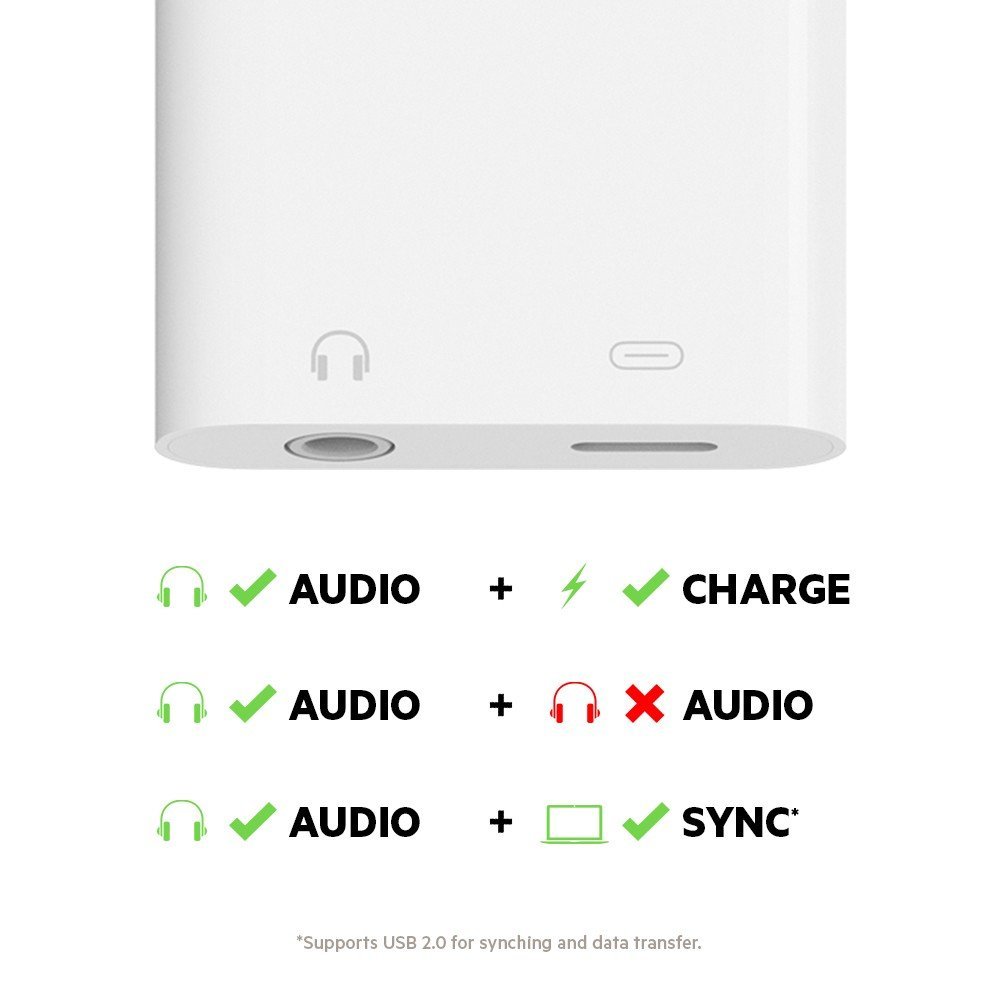 AUDIO + CHARGE
AUDIO + AUDIO
AUDIO + SYNC*
*Supports USB 2.0 for synching and data transfer.